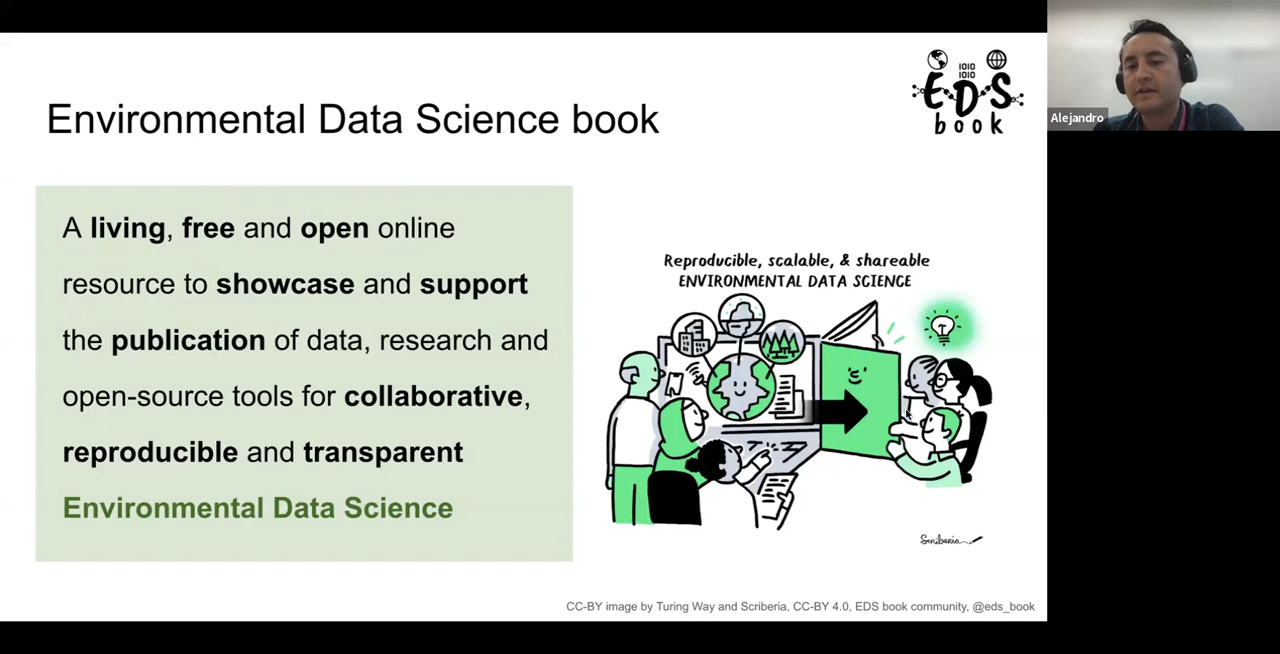 Environmental Data Science book
IOIO
IOIO
EDS
book
Alejandro
A living, free and open online
resource to showcase and support
the publication of data, research and
open-source tools for collaborative,
reproducible and transparent
Environmental Data Science
Reproducible, scalable, & shareable
ENVIRONMENTAL DATA SCIENCE
Scriberia
CC-BY image by Turing Way and Scriberia, CC-BY 4.0, EDS book community, @eds_book